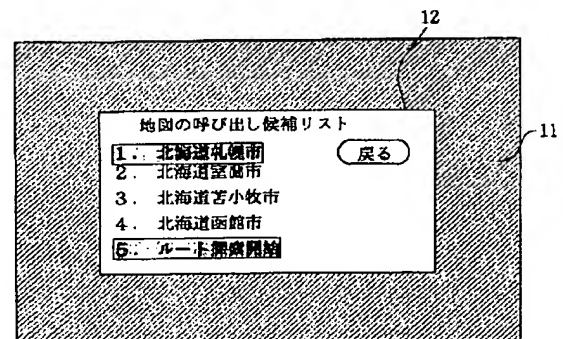 12
11
地図の呼び出し候補リスト
1. 北海道札幌市
戻る
2. 北海道室蘭市
3. 北海道苫小牧市
4. 北海道函館市
5. ルート探索開始